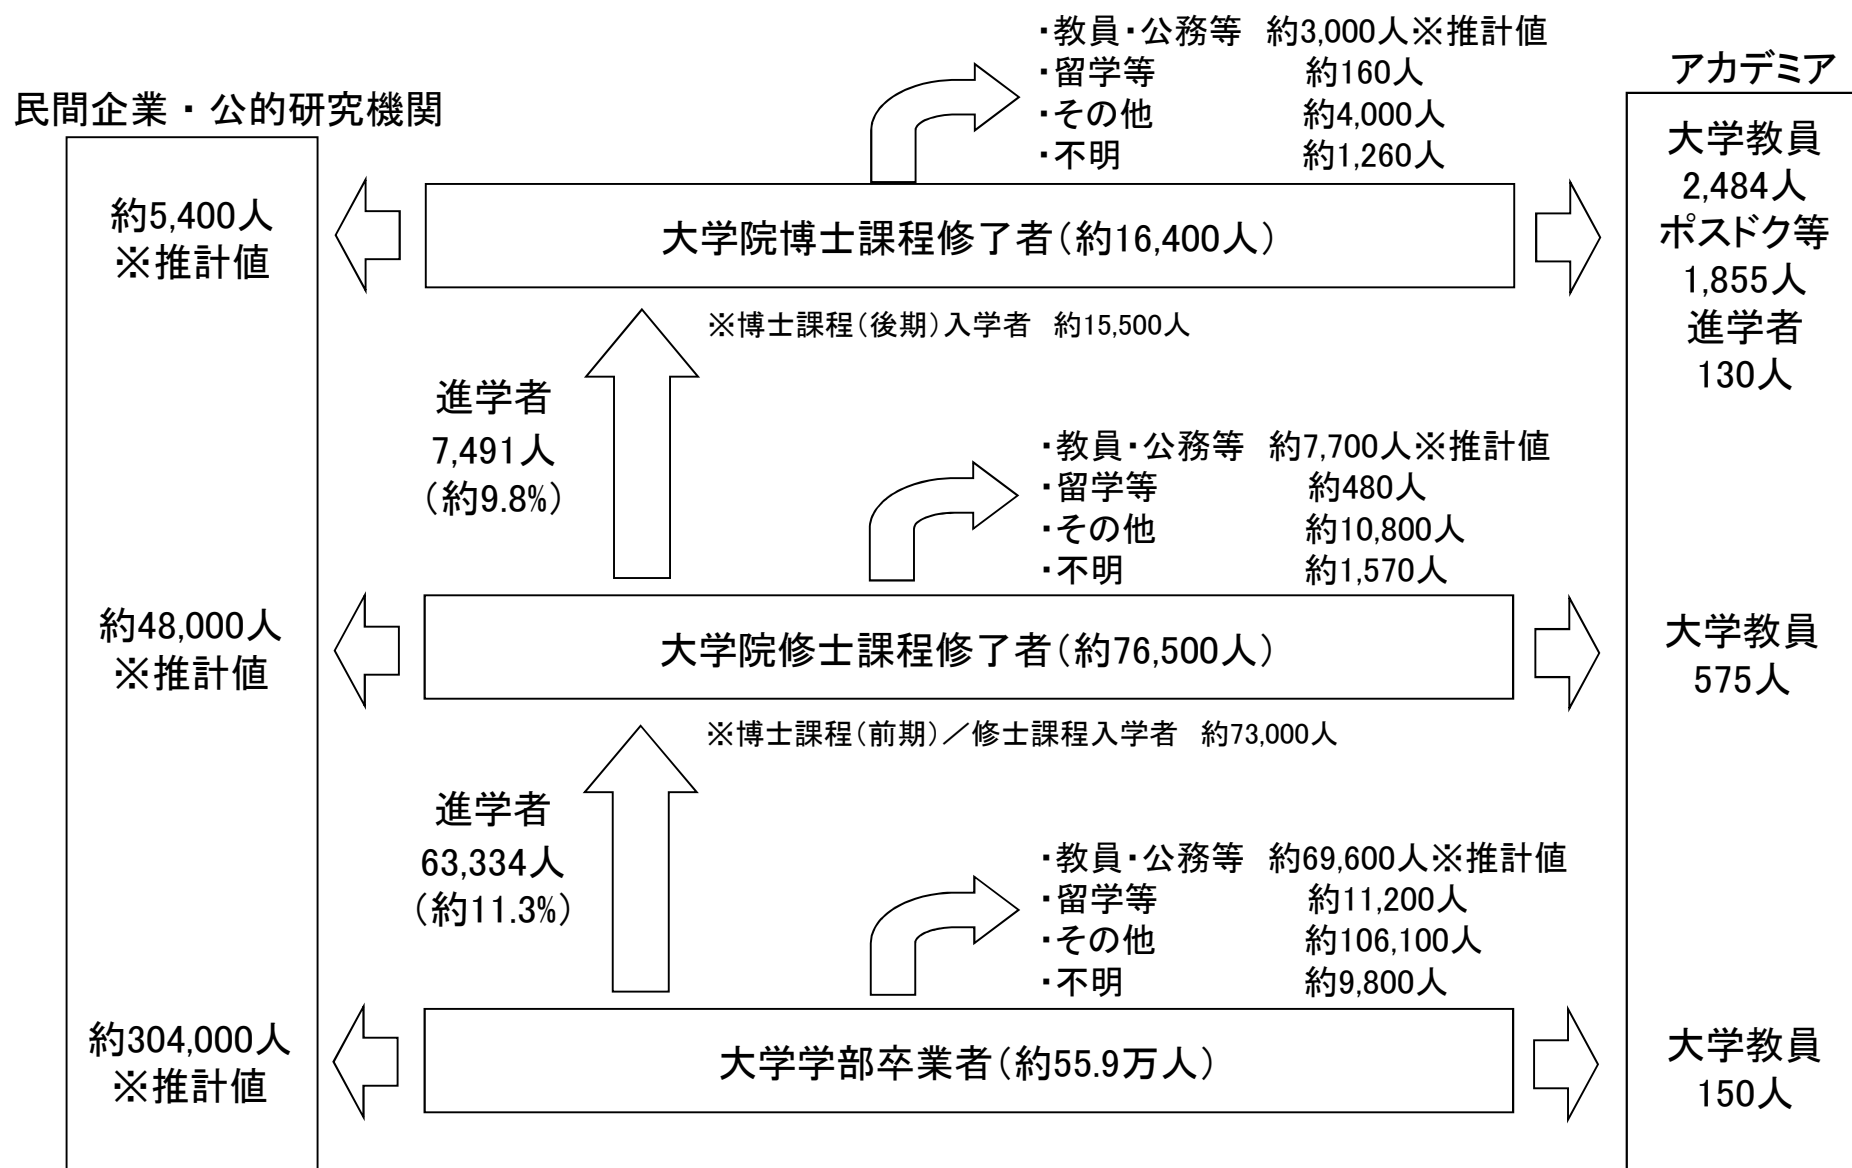 ・教員・公務等 約3,000人※推計値
・留学等 約160人
・その他 約4,000人
・不明 約1,260人
アカデミア
民間企業・公的研究機関
約5,400人
※推計値
大学院博士課程修了者(約16,400人)
大学教員
2,484人
ポスドク等
1,855人
進学者
130人
※博士課程(後期)入学者 約15,500人
進学者
7,491人
(約9.8%)
・教員・公務等 約7,700人※推計値
・留学等 約480人
・その他 約10,800人
・不明 約1,570人
約48,000人
※推計値
大学院修士課程修了者(約76,500人)
大学教員
575人
※博士課程(前期)/修士課程入学者 約73,000人
進学者
63,334人
(約11.3%)
・教員・公務等 約69,600人※推計値
・留学等 約11,200人
・その他 約106,100人
・不明 約9,800人
約304,000人
※推計値
大学学部卒業者(約55.9万人)
大学教員
150人